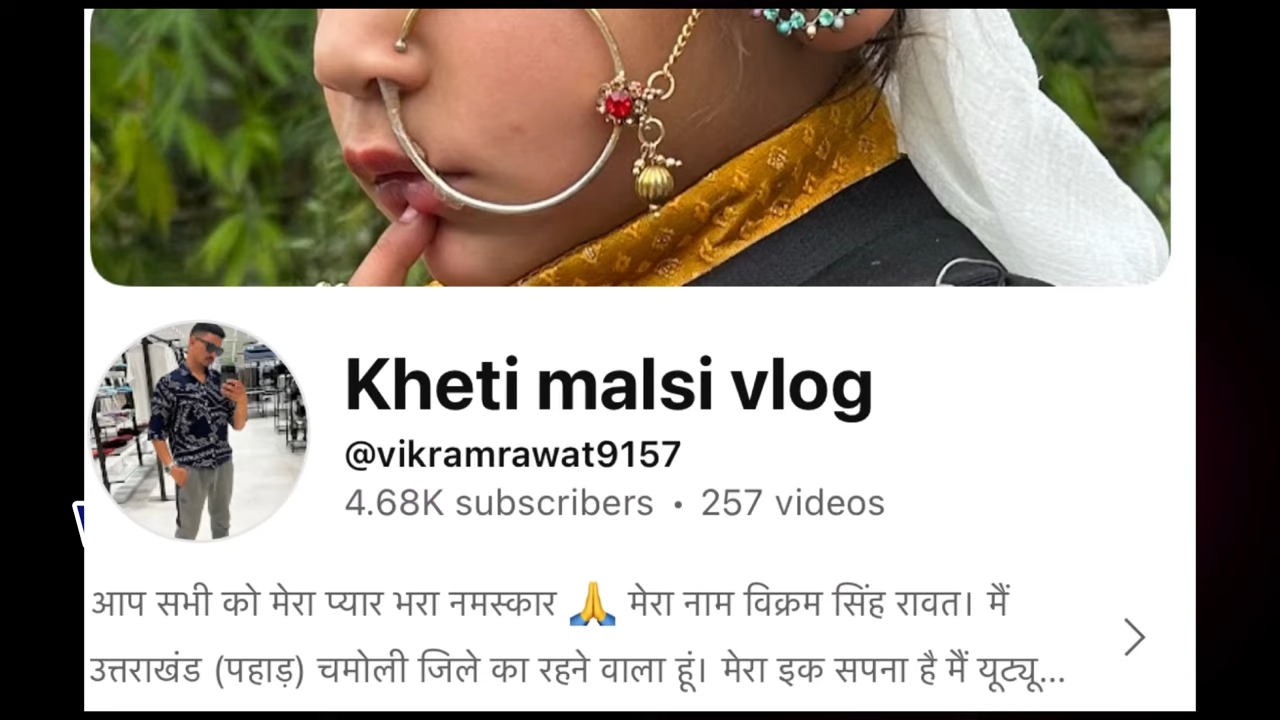 Kheti malsi vlog
@vikramrawat9157
4.68K subscribers • 257 videos
आप सभी को मेरा प्यार भरा नमस्कार 🙏 मेरा नाम विक्रम सिंह रावत। मैं
उत्तराखंड (पहाड़) चमोली जिले का रहने वाला हूं। मेरा इक सपना है मैं यूट्यू...